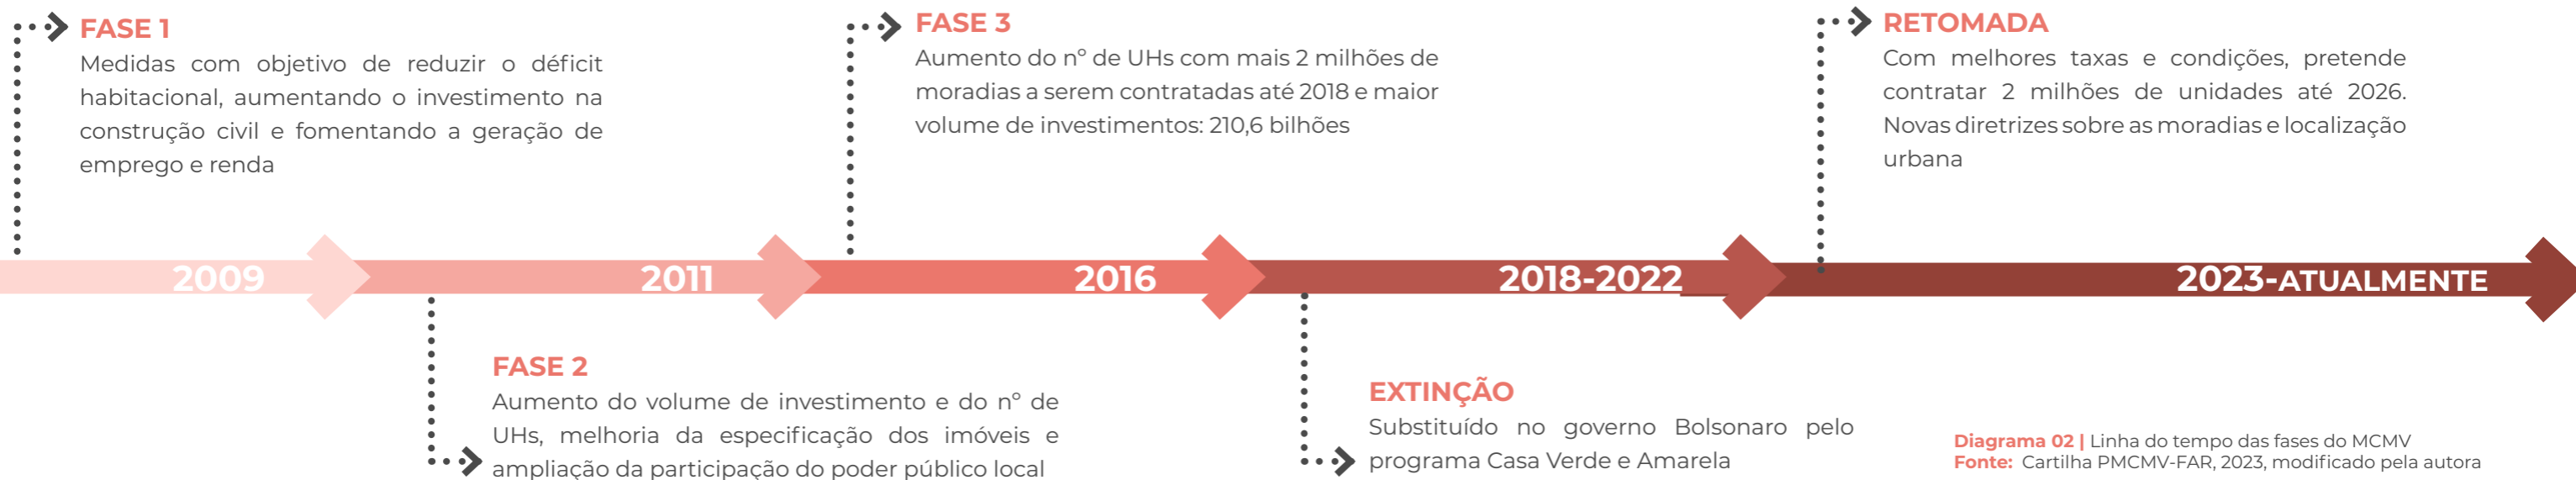 FASE 1
Medidas com objetivo de reduzir o déficit
habitacional, aumentando o investimento na
construção civil e fomentando a geração de
emprego e renda
FASE 3
Aumento do nº de UHs com mais 2 milhões de
moradias a serem contratadas até 2018 e maior
volume de investimentos: 210,6 bilhões
RETOMADA
Com melhores taxas e condições, pretende
contratar 2 milhões de unidades até 2026.
Novas diretrizes sobre as moradias e localização
urbana
2009
2011
2016
2018-2022
2023-ATUALMENTE
FASE 2
Aumento do volume de investimento e do nº de
UHs, melhoria da especificação dos imóveis e
ampliação da participação do poder público local
EXTINÇÃO
Substituído no governo Bolsonaro pelo
programa Casa Verde e Amarela
Diagrama 02 | Linha do tempo das fases do MCMV
Fonte: Cartilha PMCMV-FAR, 2023, modificado pela autora